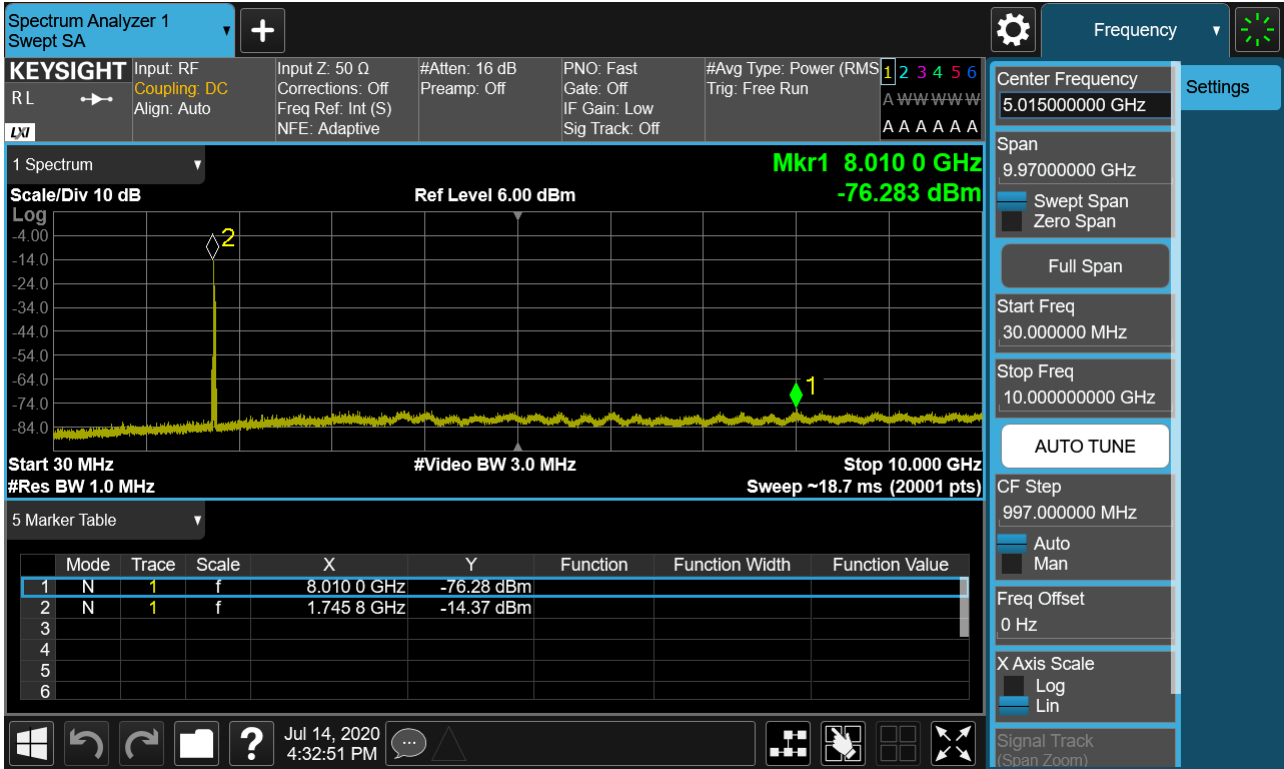 Spectrum Analyzer 1
Swept SA
Frequency
KEYSIGHT
R L
LXI
Input: RF
Coupling: DC
Align: Auto
Input Z: 50 Ω
Corrections: Off
Freq Ref: Int (S)
NFE: Adaptive
#Atten: 16 dB
Preamp: Off
PNO: Fast
Gate: Off
IF Gain: Low
Sig Track: Off
#Avg Type: Power (RMS
Trig: Free Run
1 2 3 4 5 6
A W W W W W
A A A A A A
Center Frequency
5.015000000 GHz
Settings
Span
9.97000000 GHz
Swept Span
Zero Span
Full Span
Start Freq
30.000000 MHz
Stop Freq
10.000000000 GHz
AUTO TUNE
CF Step
997.000000 MHz
Auto
Man
Freq Offset
0 Hz
X Axis Scale
Log
Lin
Signal Track
(Span Zoom)
1 Spectrum
Mkr1 8.010 0 GHz
Scale/Div 10 dB
Ref Level 6.00 dBm
-76.283 dBm
Log
-4.00
-14.0
-24.0
-34.0
-44.0
-54.0
-64.0
-74.0
-84.0
2
1
Start 30 MHz
#Video BW 3.0 MHz
Stop 10.000 GHz
#Res BW 1.0 MHz
Sweep ~18.7 ms (20001 pts)
5 Marker Table
Mode Trace Scale X Y Function Function Width Function Value
1 N 1 f 8.010 0 GHz -76.28 dBm
2 N 1 f 1.745 8 GHz -14.37 dBm
3
4
5
6
?
Jul 14, 2020
4:32:51 PM